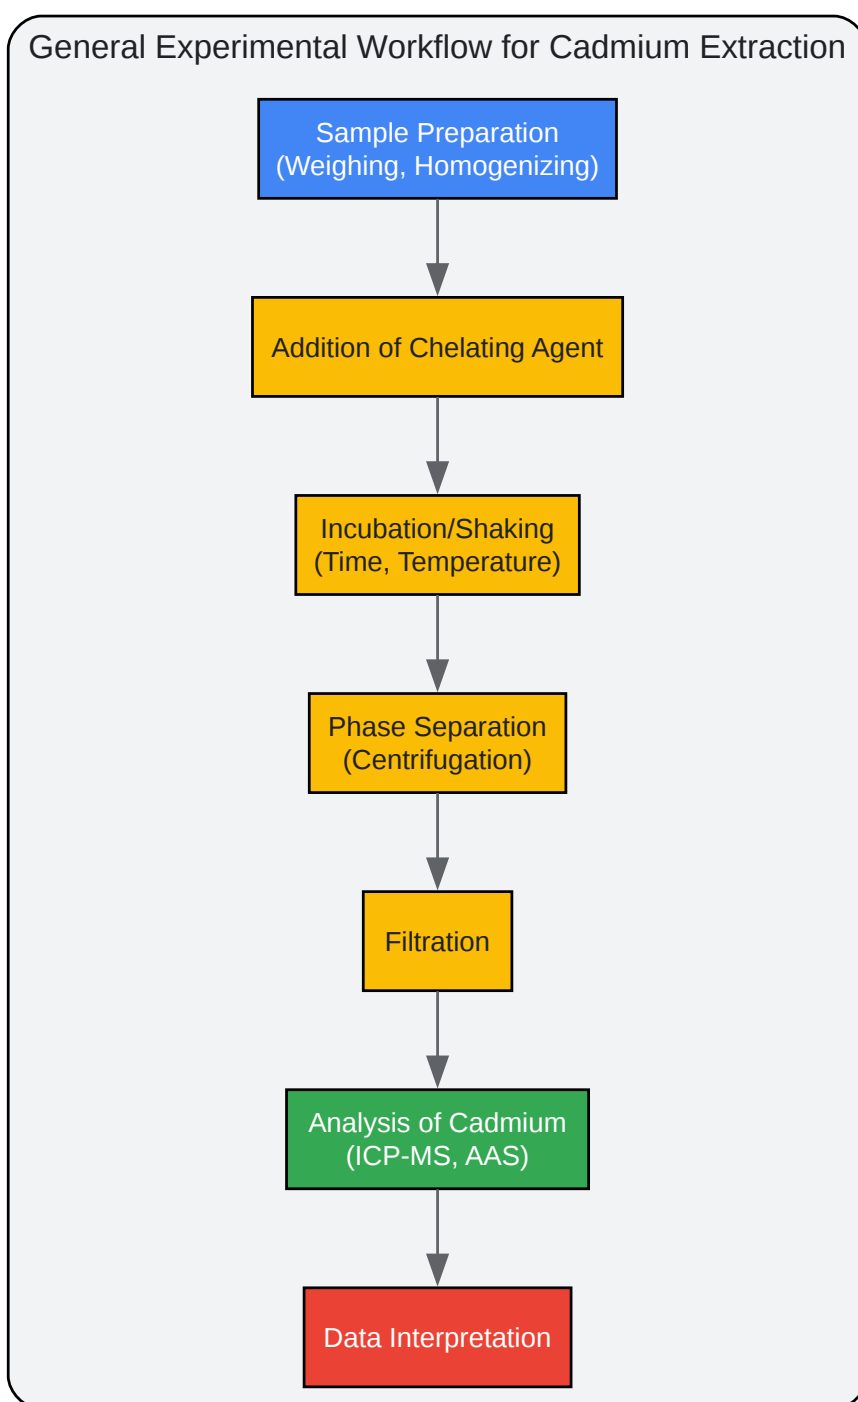 General Experimental Workflow for Cadmium Extraction
Sample Preparation
(Weighing, Homogenizing)
Addition of Chelating Agent
Incubation/Shaking
(Time, Temperature)
Phase Separation
(Centrifugation)
Filtration
Analysis of Cadmium
(ICP-MS, AAS)
Data Interpretation